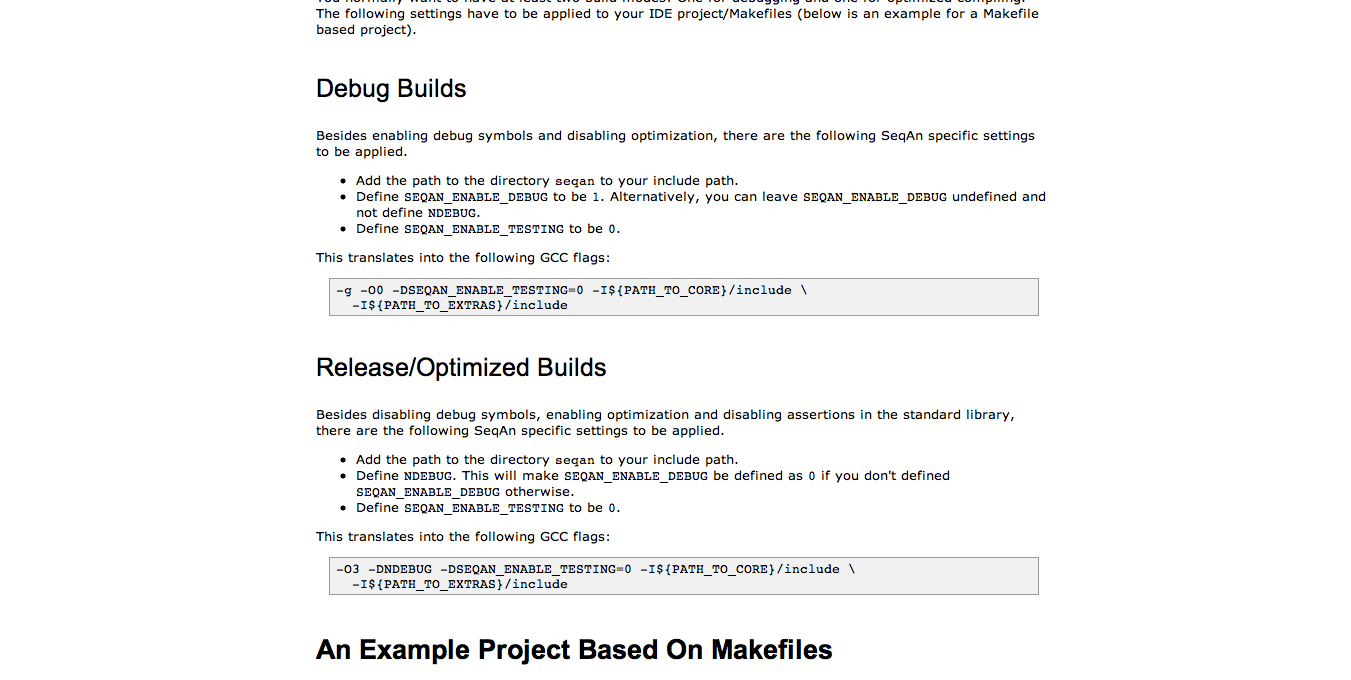 The following settings have to be applied to your IDE project/Makefiles (below is an example for a Makefile
based project).
Debug Builds
Besides enabling debug symbols and disabling optimization, there are the following SeqAn specific settings
to be applied.
• Add the path to the directory seqan to your include path.
• Define SEQAN_ENABLE_DEBUG to be 1. Alternatively, you can leave SEQAN_ENABLE_DEBUG undefined and
not define NDEBUG.
• Define SEQAN_ENABLE_TESTING to be 0.
This translates into the following GCC flags:
-g -O0 -DSEQAN_ENABLE_TESTING=0 -I${PATH_TO_CORE}/include \
-I${PATH_TO_EXTRAS}/include
Release/Optimized Builds
Besides disabling debug symbols, enabling optimization and disabling assertions in the standard library,
there are the following SeqAn specific settings to be applied.
• Add the path to the directory seqan to your include path.
• Define NDEBUG. This will make SEQAN_ENABLE_DEBUG be defined as 0 if you don't defined
SEQAN_ENABLE_DEBUG otherwise.
• Define SEQAN_ENABLE_TESTING to be 0.
This translates into the following GCC flags:
-O3 -DNDEBUG -DSEQAN_ENABLE_TESTING=0 -I${PATH_TO_CORE}/include \
-I${PATH_TO_EXTRAS}/include
An Example Project Based On Makefiles